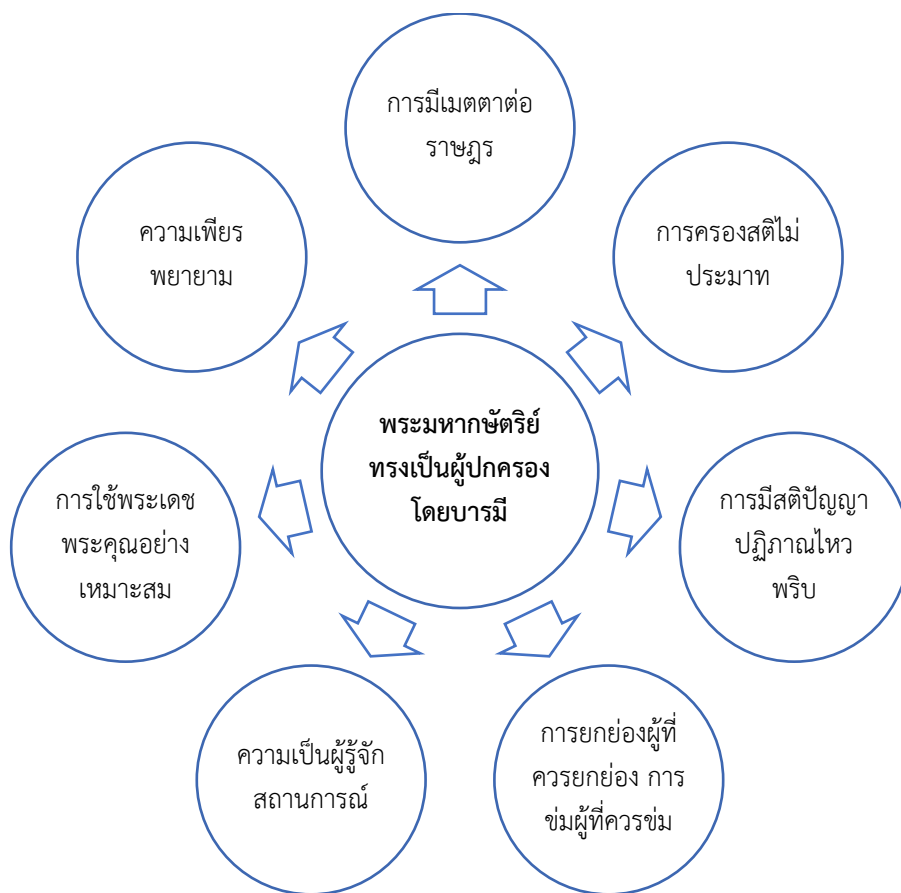 การมีเมตตาต่อ
ราษฎร
การครองสติไม่
ประมาท
การมีสติปัญญา
ปฏิภาณไหว
พริบ
การยกย่องผู้ที่
ควรยกย่อง การ
ข่มผู้ที่ควรข่ม
ความเป็นผู้รู้จัก
สถานการณ์
การใช้พระเดช
พระคุณอย่าง
เหมาะสม
ความเพียร
พยายาม
พระมหากษัตริย์
ทรงเป็นผู้ปกครอง
โดยบารมี